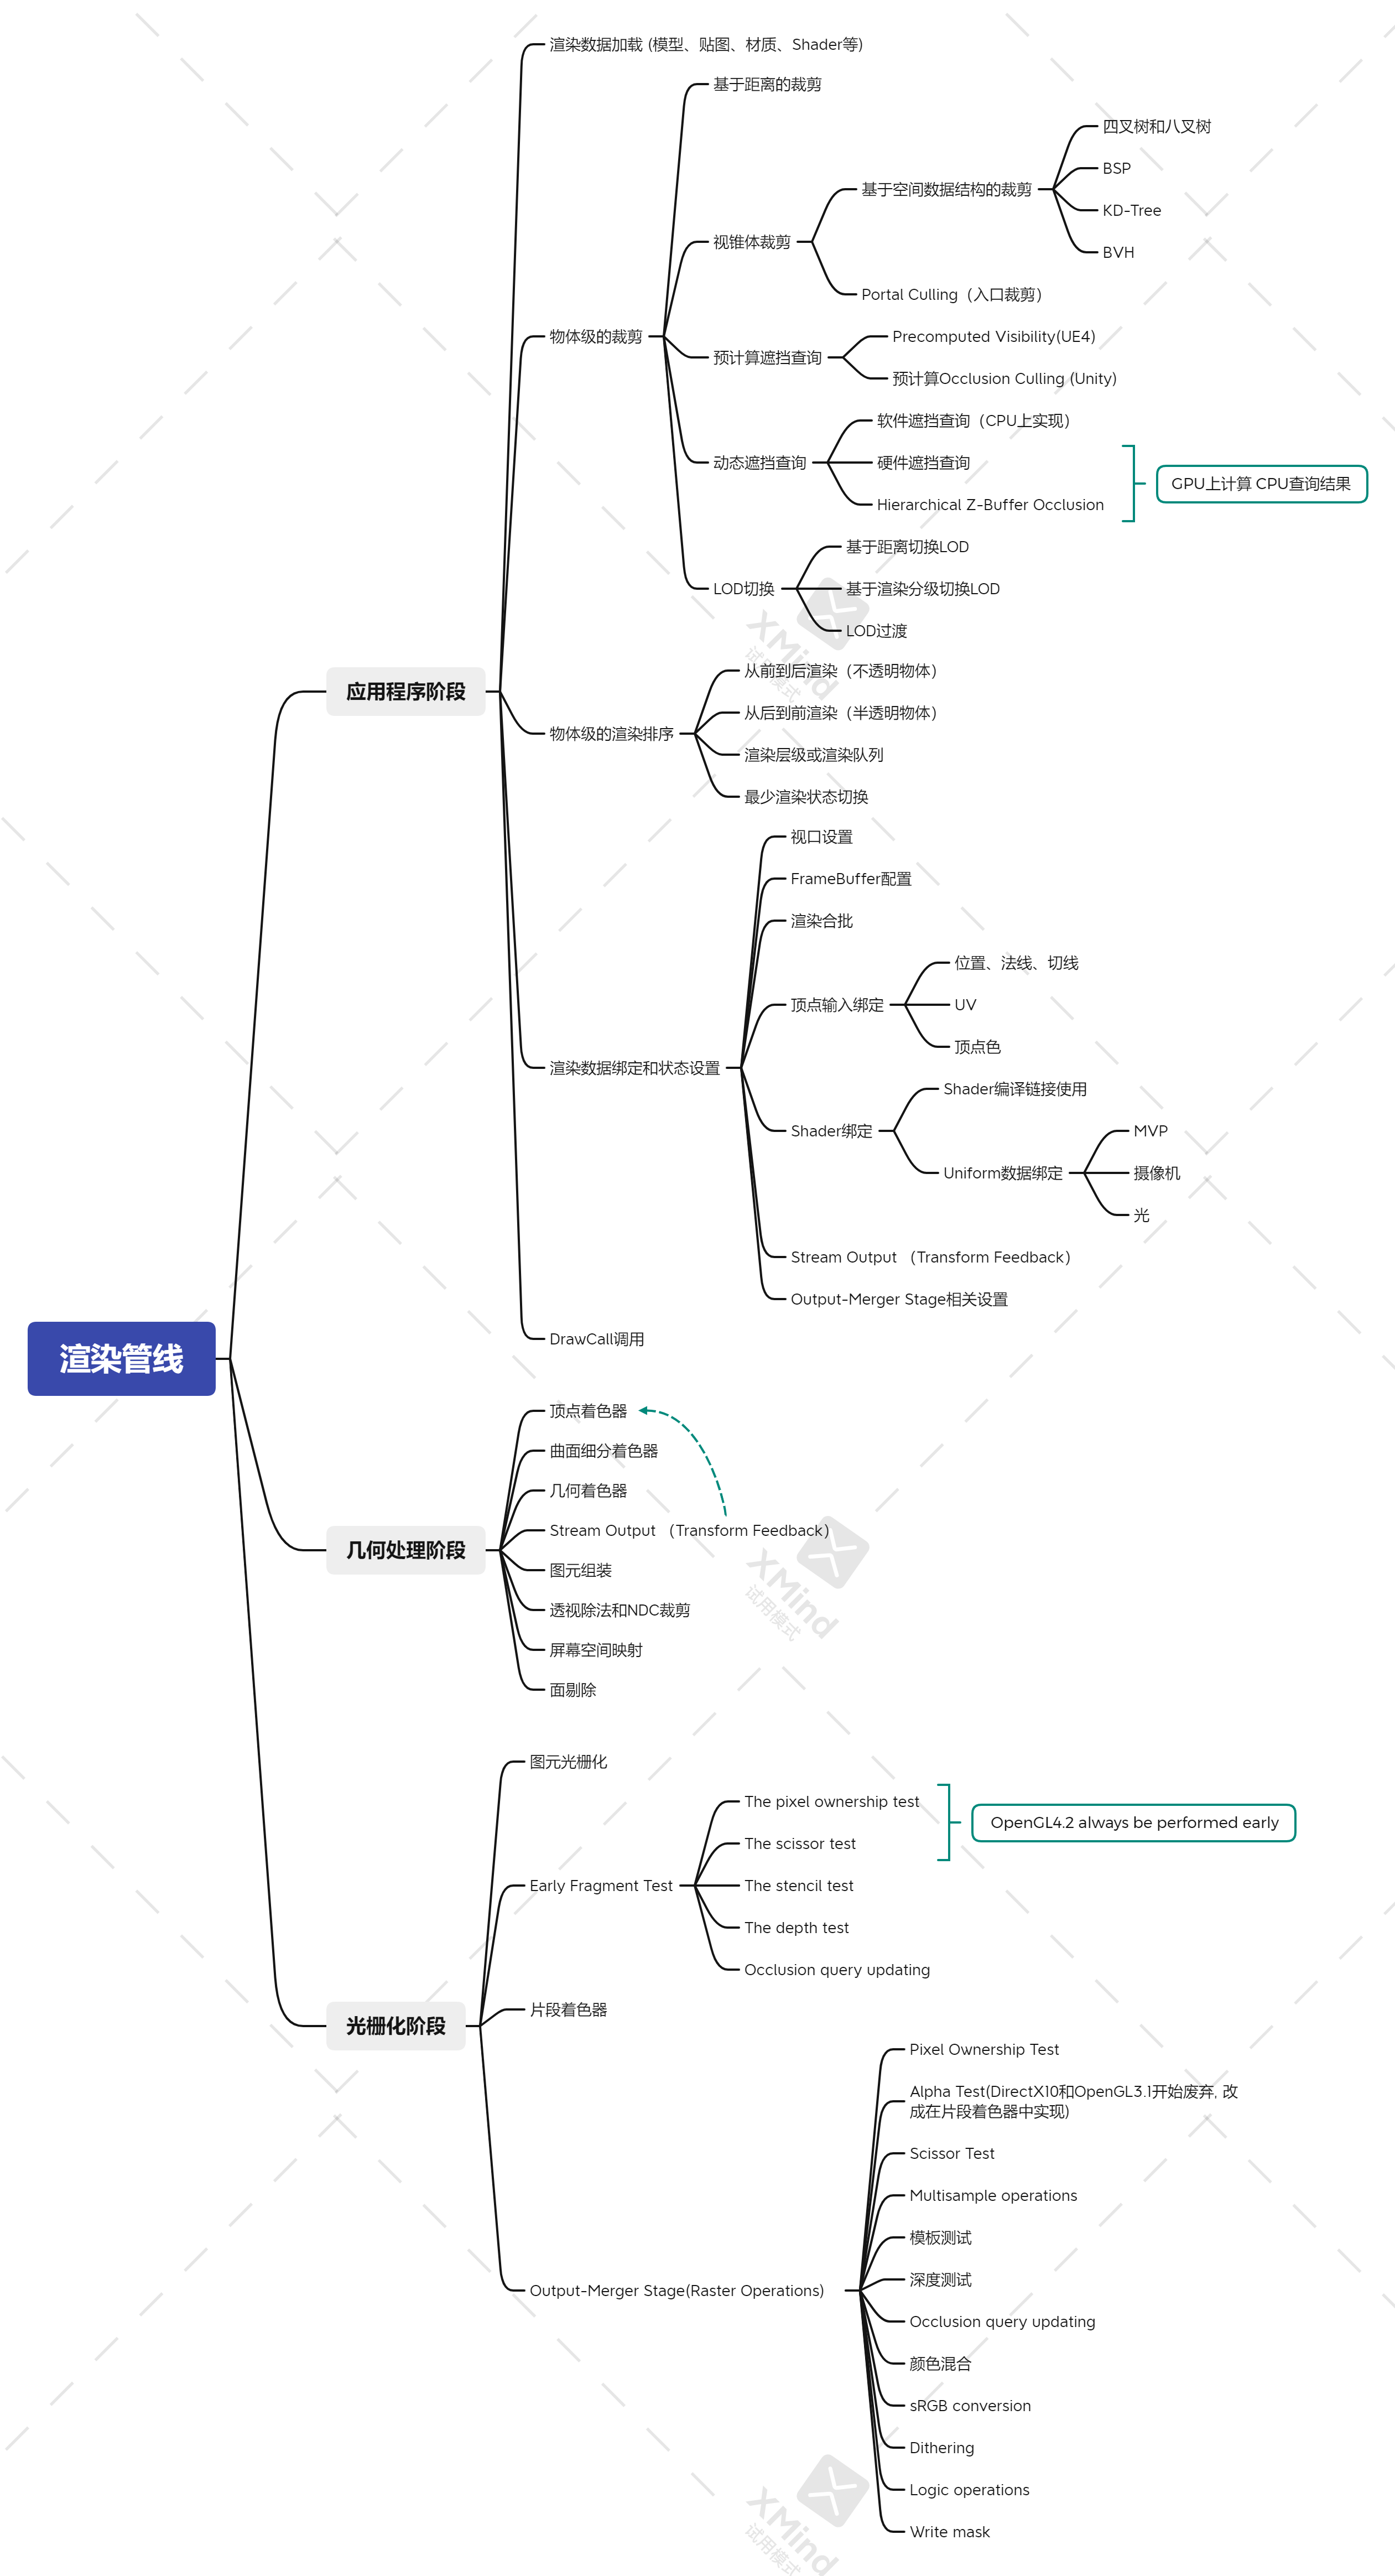 渲染管线
应用程序阶段
渲染数据加载 (模型、贴图、材质、Shader等)
物体级的裁剪
基于距离的裁剪
视锥体裁剪
基于空间数据结构的裁剪
四叉树和八叉树
BSP
KD-Tree
BVH
Portal Culling（入口裁剪）
预计算遮挡查询
Precomputed Visibility(UE4)
预计算Occlusion Culling (Unity)
动态遮挡查询
软件遮挡查询（CPU上实现）
硬件遮挡查询
Hierarchical Z-Buffer Occlusion
GPU上计算 CPU查询结果
LOD切换
基于距离切换LOD
基于渲染分级切换LOD
LOD过渡
物体级的渲染排序
从前到后渲染（不透明物体）
从后到前渲染（半透明物体）
渲染层级或渲染队列
最少渲染状态切换
渲染数据绑定和状态设置
视口设置
FrameBuffer配置
渲染合批
顶点输入绑定
位置、法线、切线
UV
顶点色
Shader绑定
Shader编译链接使用
Uniform数据绑定
MVP
摄像机
光
Stream Output （Transform Feedback）
Output-Merger Stage相关设置
DrawCall调用
几何处理阶段
顶点着色器
曲面细分着色器
几何着色器
Stream Output （Transform Feedback）
图元组装
透视除法和NDC裁剪
屏幕空间映射
面剔除
光栅化阶段
图元光栅化
Early Fragment Test
The pixel ownership test
The scissor test
OpenGL4.2 always be performed early
The stencil test
The depth test
Occlusion query updating
片段着色器
Output-Merger Stage(Raster Operations)
Pixel Ownership Test
Alpha Test(DirectX10和OpenGL3.1开始废弃, 改
成在片段着色器中实现)
Scissor Test
Multisample operations
模板测试
深度测试
Occlusion query updating
颜色混合
sRGB conversion
Dithering
Logic operations
Write mask
XMind
试用模式
XMind
试用模式
XMind
试用模式